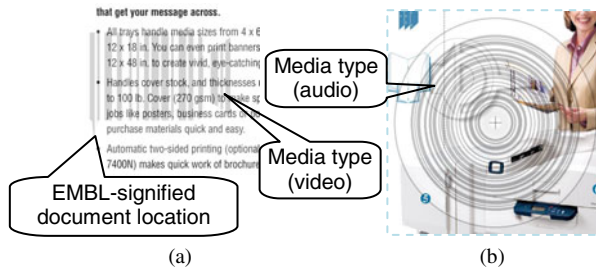 that get your message across.
• All trays handle media sizes from 4 x 6
12 x 18 in. You can even print banners
12 x 48 in. to create vivid, eye-catching
• Handles cover stock, and thicknesses
to 100 lb. Cover (270 gsm) to make sp
jobs like posters, business cards or
purchase materials quick and easy.
Automatic two-sided printing (optional
7400N) makes quick work of brochure
Media type
(audio)
Media type
(video)
EMBL-signified
document location
(a)
(b)